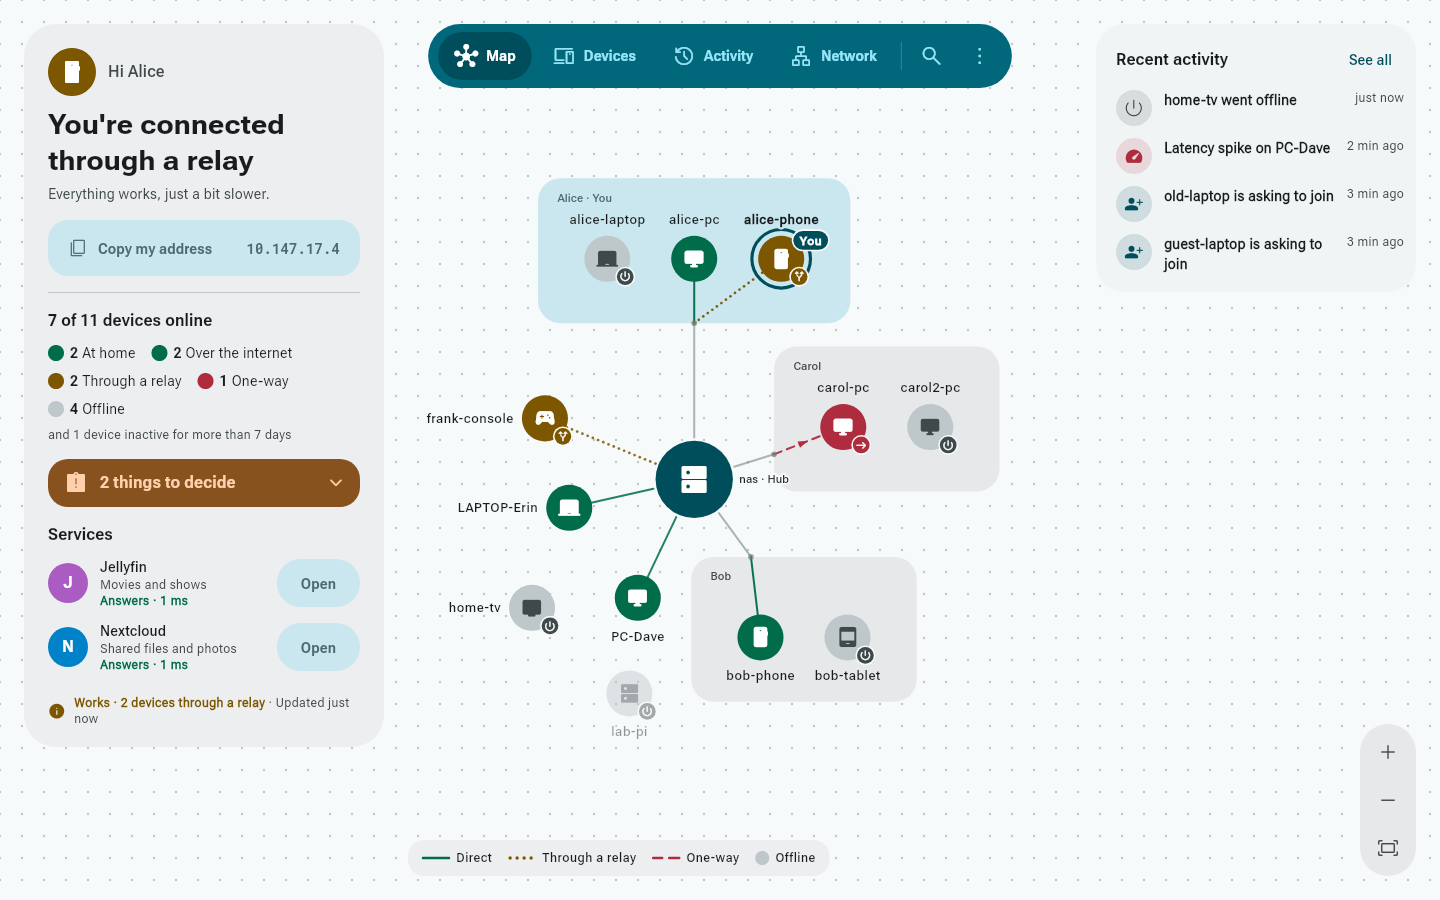 Hi Alice
You're connected
through a relay
Everything works, just a bit slower.
Copy my address 10.147.17.4
7 of 11 devices online
2 At home 2 Over the internet
2 Through a relay 1 One-way
4 Offline
and 1 device inactive for more than 7 days
2 things to decide
Services
J Jellyfin
Movies and shows
Answers · 1 ms
Open
N Nextcloud
Shared files and photos
Answers · 1 ms
Open
Works · 2 devices through a relay · Updated just
now
Map Devices Activity Network
Alice · You
alice-laptop alice-pc alice-phone
You
Carol
carol-pc carol2-pc
frank-console
nas · Hub
LAPTOP-Erin
Bob
home-tv
PC-Dave
bob-phone bob-tablet
lab-pi
Direct Through a relay One-way Offline
Recent activity See all
home-tv went offline just now
Latency spike on PC-Dave 2 min ago
old-laptop is asking to join 3 min ago
guest-laptop is asking to 3 min ago
join